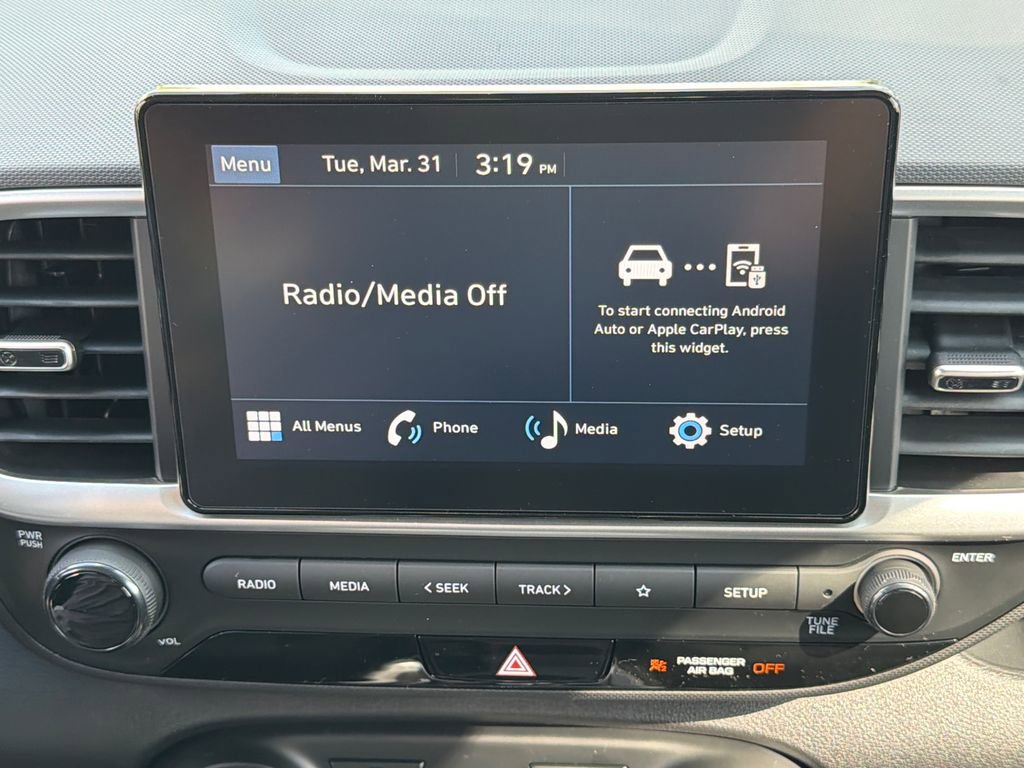 Menu Tue, Mar. 31 3:19 PM
Radio/Media Off
To start connecting Android
Auto or Apple CarPlay, press
this widget.
All Menus Phone Media Setup
PWR
PUSH
VOL
RADIO MEDIA < SEEK TRACK > SETUP
ENTER
TUNE
FILE
PASSENGER
AIR BAG OFF